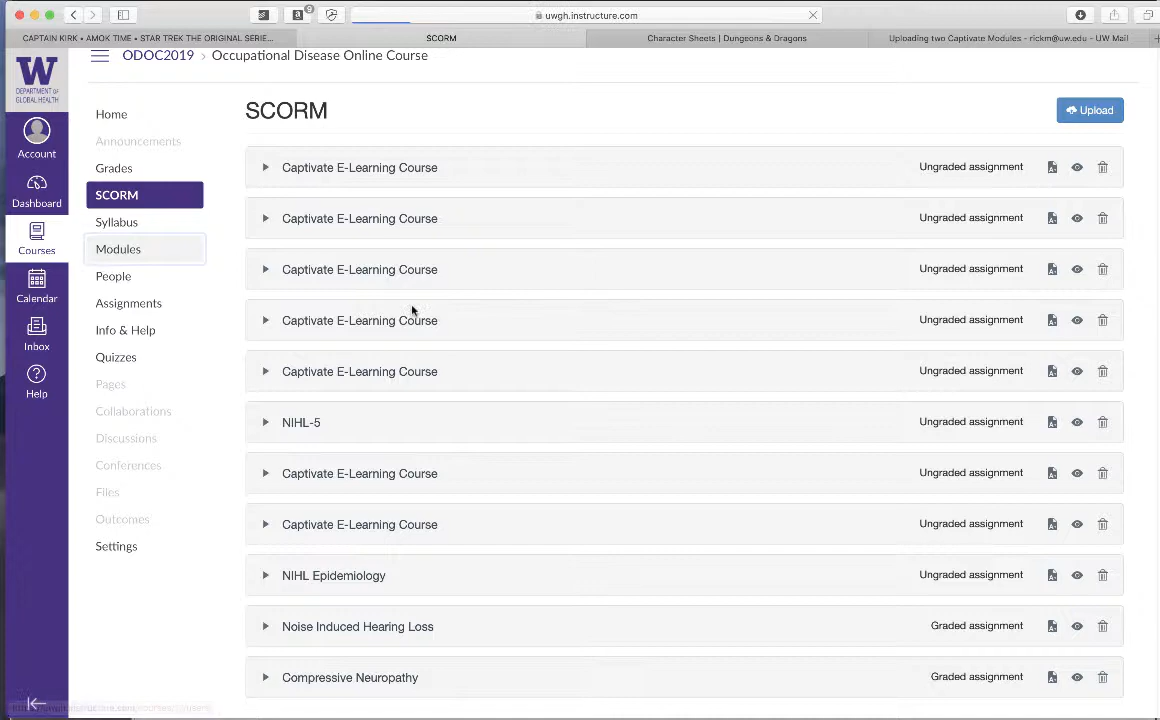 9
uwgh.instructure.com
CAPTAIN KIRK • AMOK TIME • STAR TREK THE ORIGINAL SERIE...
SCORM
Character Sheets | Dungeons & Dragons
Uploading two Captivate Modules - rickm@uw.edu - UW Mail
W
DEPARTMENT OF
GLOBAL HEALTH
Account
Dashboard
Courses
Calendar
Inbox
Help
ODOC2019 › Occupational Disease Online Course
Home
Announcements
Grades
SCORM
Syllabus
Modules
People
Assignments
Info & Help
Quizzes
Pages
Collaborations
Discussions
Conferences
Files
Outcomes
Settings
SCORM
Upload
Captivate E-Learning Course Ungraded assignment
Captivate E-Learning Course Ungraded assignment
Captivate E-Learning Course Ungraded assignment
Captivate E-Learning Course Ungraded assignment
Captivate E-Learning Course Ungraded assignment
NIHL-5 Ungraded assignment
Captivate E-Learning Course Ungraded assignment
Captivate E-Learning Course Ungraded assignment
NIHL Epidemiology Ungraded assignment
Noise Induced Hearing Loss Graded assignment
Compressive Neuropathy Graded assignment